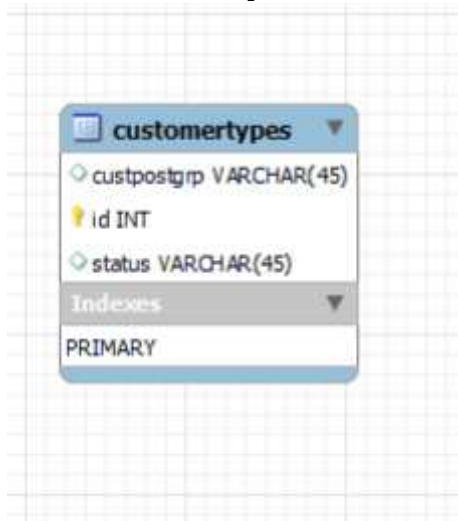 customertypes
custpostgrp VARCHAR(45)
id INT
status VARCHAR(45)
Indexes
PRIMARY